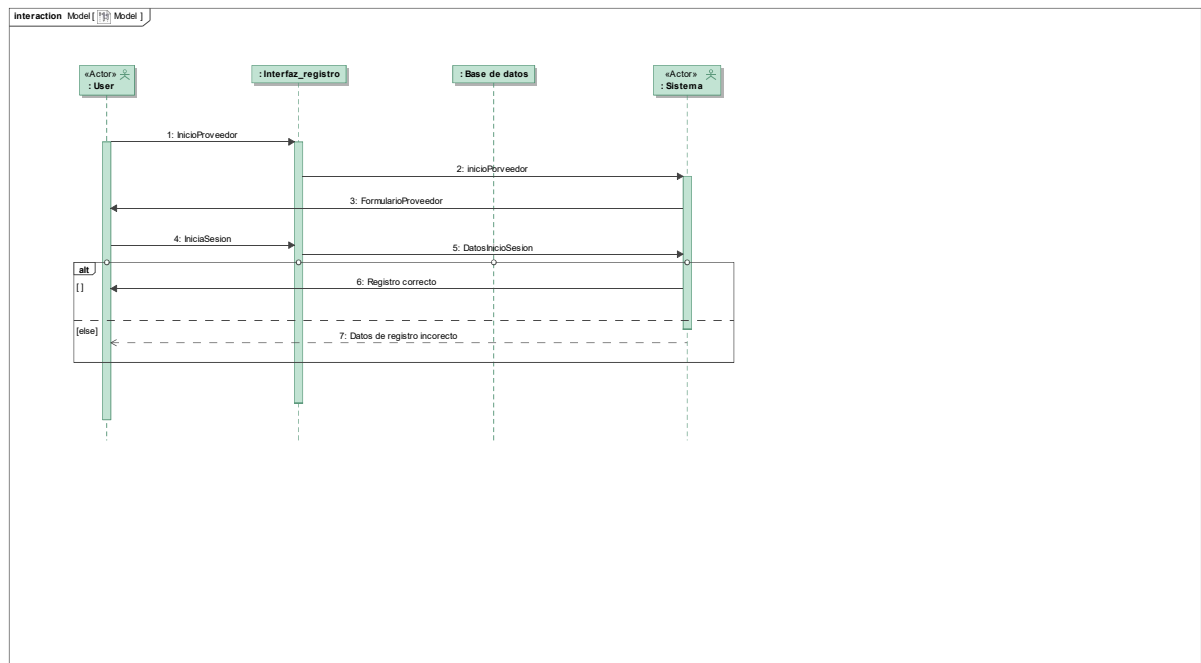 interaction Model [ Model ]
«Actor»
: User
: Interfaz_registro
: Base de datos
«Actor»
: Sistema
1: InicioProveedor
2: inicioPorveedor
3: FormularioProveedor
4: IniciaSesion
5: DatosInicioSesion
alt
[ ]
6: Registro correcto
[else]
7: Datos de registro incorecto